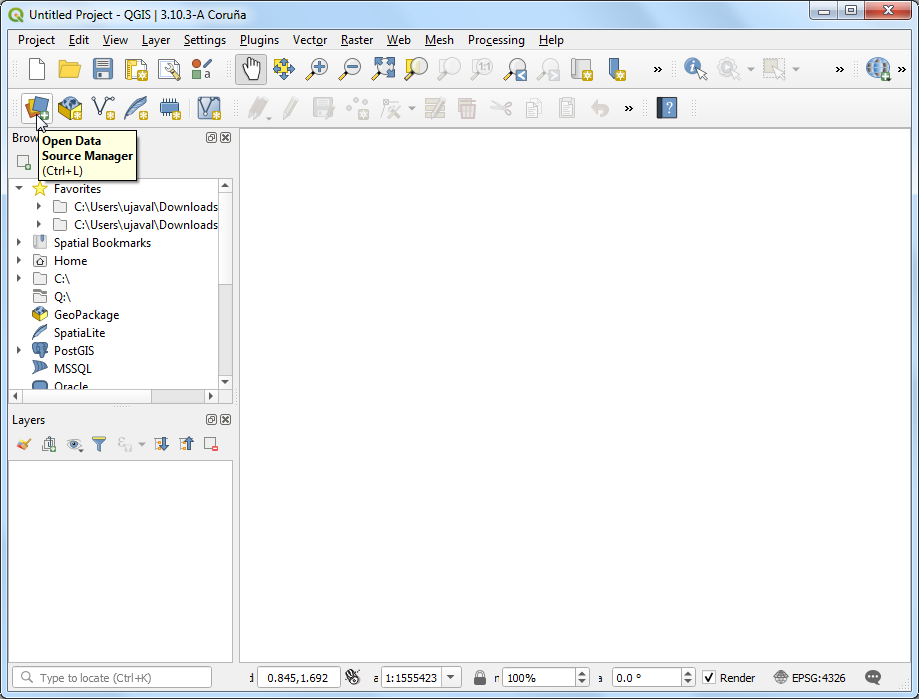 Untitled Project - QGIS | 3.10.3-A Coruña
Project Edit View Layer Settings Plugins Vector Raster Web Mesh Processing Help
a
1:1
» » »
»
?
Brow
Open Data
Source Manager
(Ctrl+L)
Favorites
C:\Users\ujaval\Downloads
C:\Users\ujaval\Downloads
Spatial Bookmarks
Home
C:\
Q:\
GeoPackage
SpatiaLite
PostGIS
MSSQL
Oracle
Layers
Type to locate (Ctrl+K) 0.845,1.692 a 1:1555423 100% 0.0 ° Render EPSG:4326